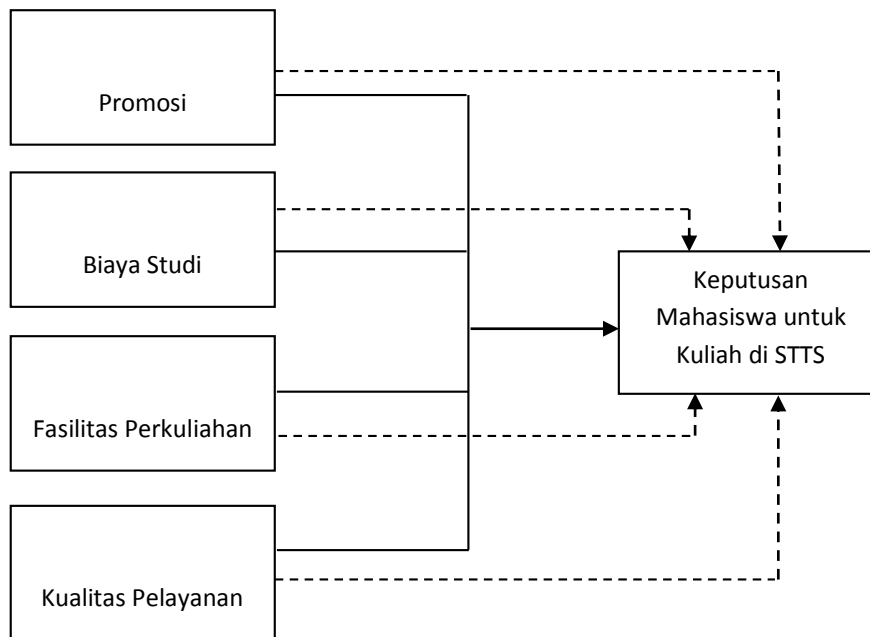 Promosi
Biaya Studi
Keputusan
Mahasiswa untuk
Kuliah di STTS
Fasilitas Perkuliahan
Kualitas Pelayanan